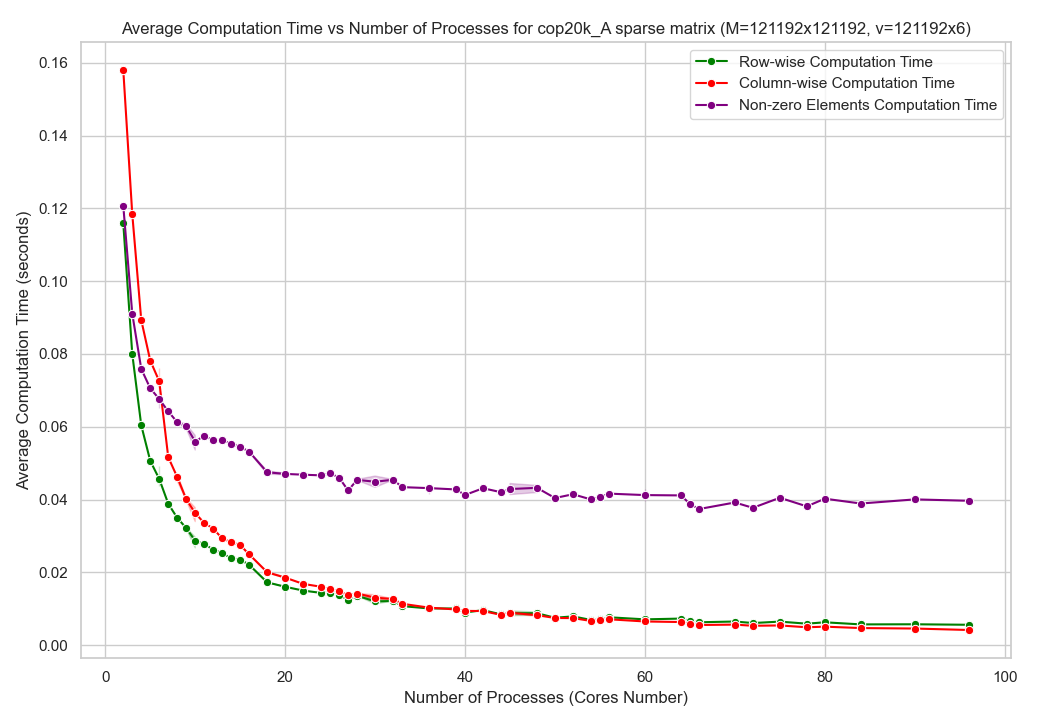 Average Computation Time vs Number of Processes for cop20k_A sparse matrix (M=121192x121192, v=121192x6)
Row-wise Computation Time
Column-wise Computation Time
Non-zero Elements Computation Time
Average Computation Time (seconds)
0.16
0.14
0.12
0.10
0.08
0.06
0.04
0.02
0.00
0 20 40 60 80 100
Number of Processes (Cores Number)